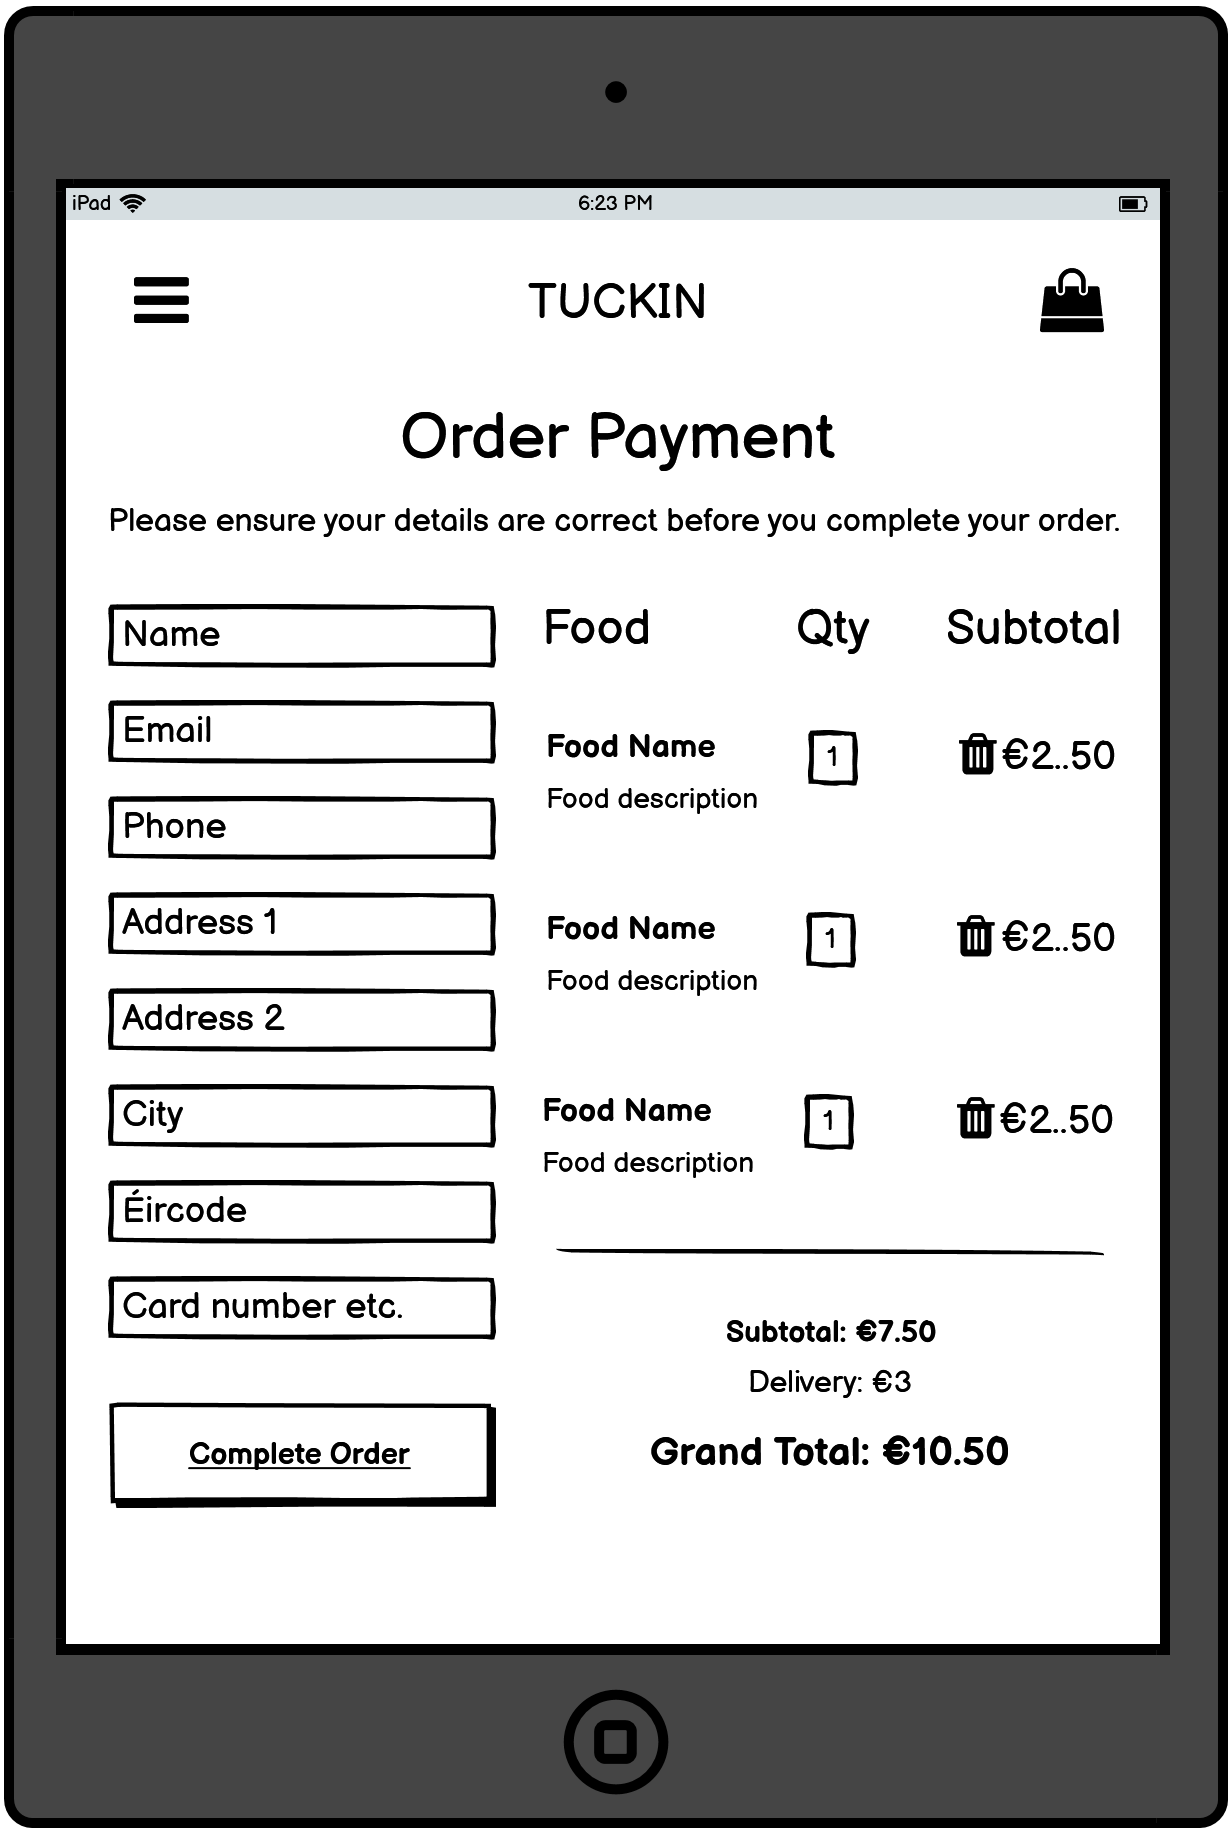 iPad 6:23 PM
TUCKIN
Order Payment
Please ensure your details are correct before you complete your order.
Name
Email
Phone
Address 1
Address 2
City
Éircode
Card number etc.
Complete Order
Food Qty Subtotal
Food Name 1 €2..50
Food description
Food Name 1 €2..50
Food description
Food Name 1 €2..50
Food description
Subtotal: €7.50
Delivery: €3
Grand Total: €10.50